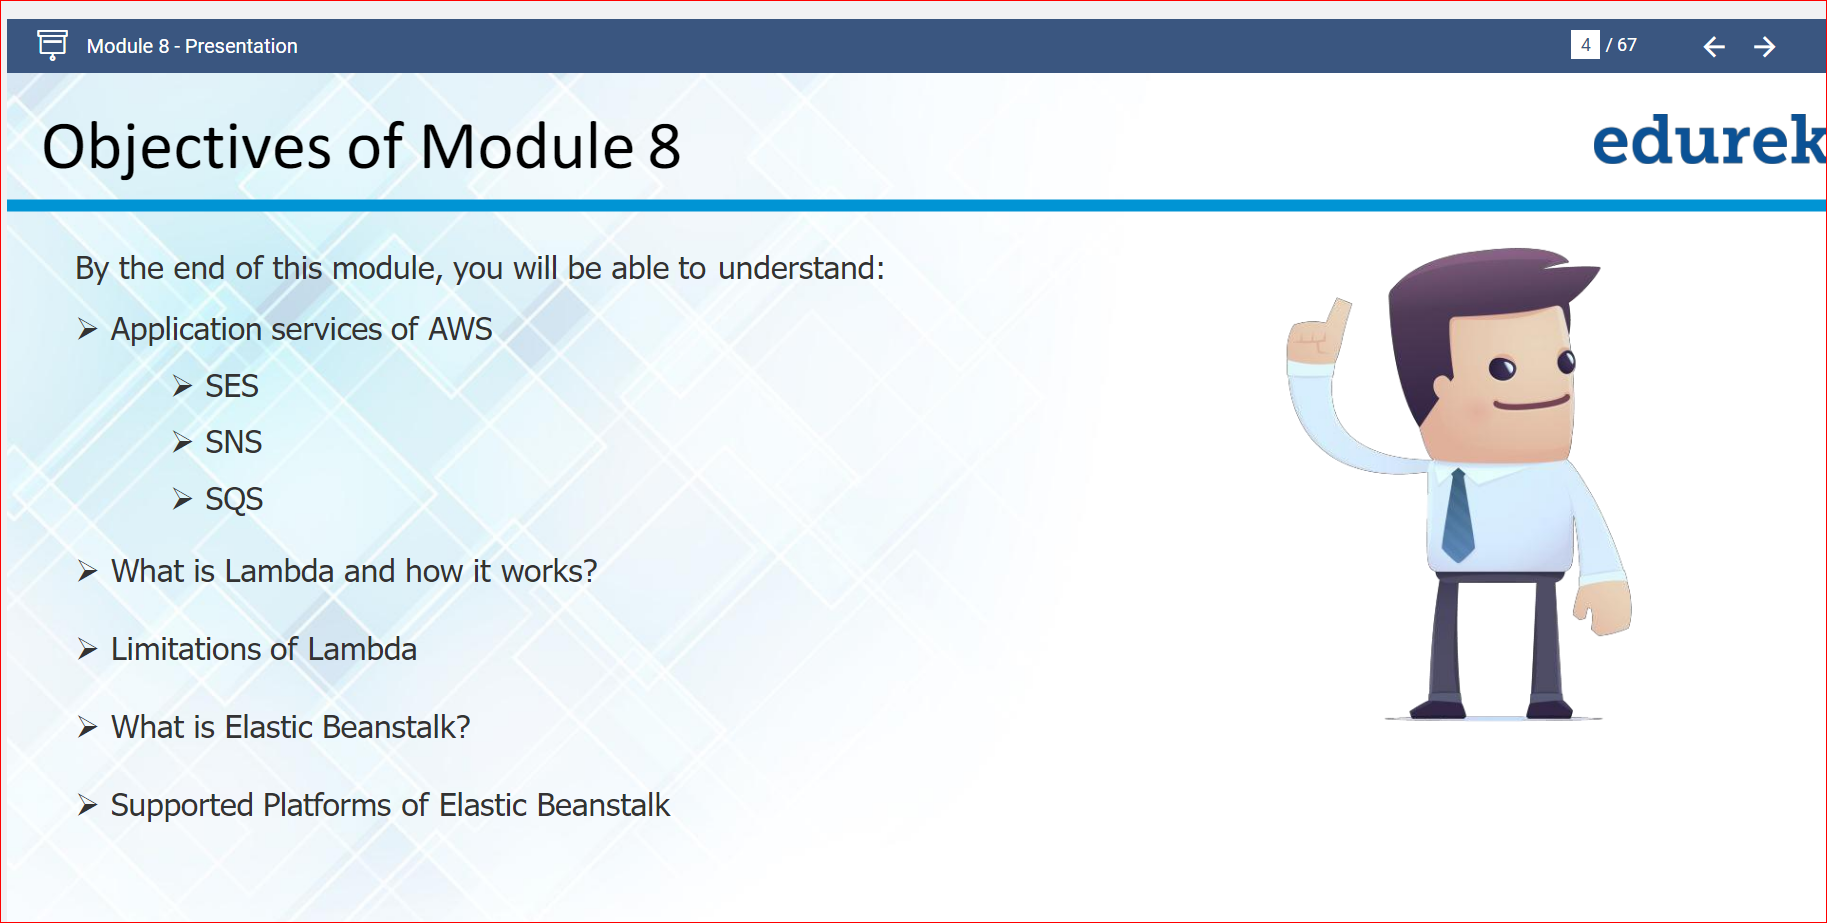 Module 8 - Presentation
4 / 67
Objectives of Module 8
edurek
By the end of this module, you will be able to understand:
Application services of AWS
SES
SNS
SQS
What is Lambda and how it works?
Limitations of Lambda
What is Elastic Beanstalk?
Supported Platforms of Elastic Beanstalk